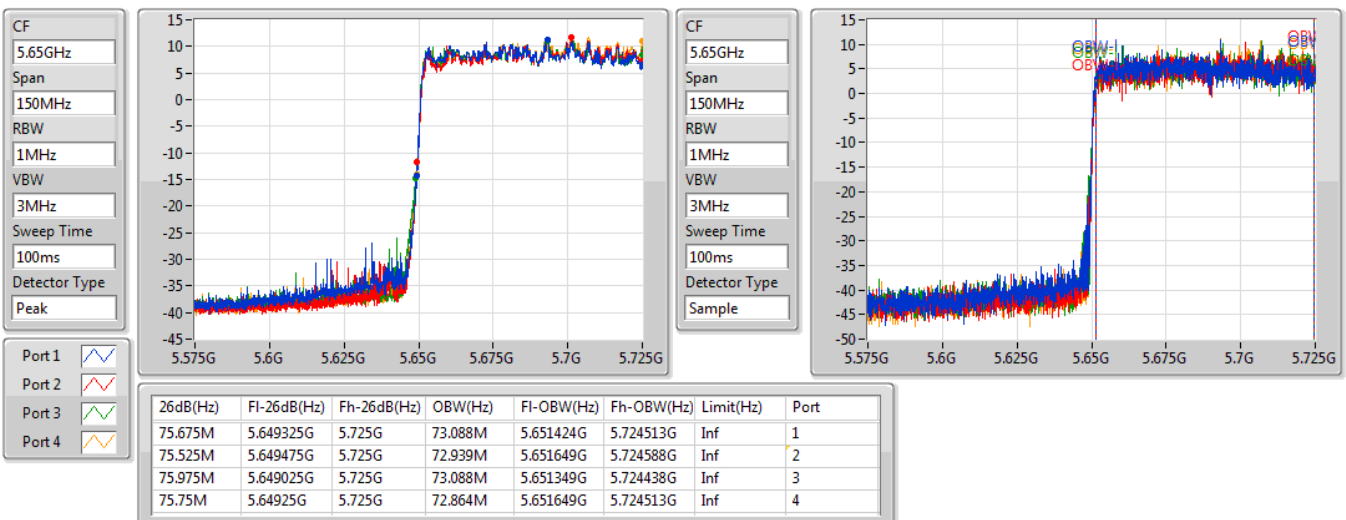 CF
5.65GHz
Span
150MHz
RBW
1MHz
VBW
3MHz
Sweep Time
100ms
Detector Type
Peak
15
10
5
0
-5
-10
-15
-20
-25
-30
-35
-40
-45
5.575G 5.6G 5.625G 5.65G 5.675G 5.7G 5.725G
CF
5.65GHz
Span
150MHz
RBW
1MHz
VBW
3MHz
Sweep Time
100ms
Detector Type
Sample
15
10
5
0
-5
-10
-15
-20
-25
-30
-35
-40
-45
-50
5.575G 5.6G 5.625G 5.65G 5.675G 5.7G 5.725G
Port 1
Port 2
Port 3
Port 4
26dB(Hz) Fl-26dB(Hz) Fh-26dB(Hz) OBW(Hz) Fl-OBW(Hz) Fh-OBW(Hz) Limit(Hz) Port
75.675M 5.649325G 5.725G 73.088M 5.651424G 5.724513G Inf 1
75.525M 5.649475G 5.725G 72.939M 5.651649G 5.724588G Inf 2
75.975M 5.649025G 5.725G 73.088M 5.651349G 5.724438G Inf 3
75.75M 5.64925G 5.725G 72.864M 5.651649G 5.724513G Inf 4